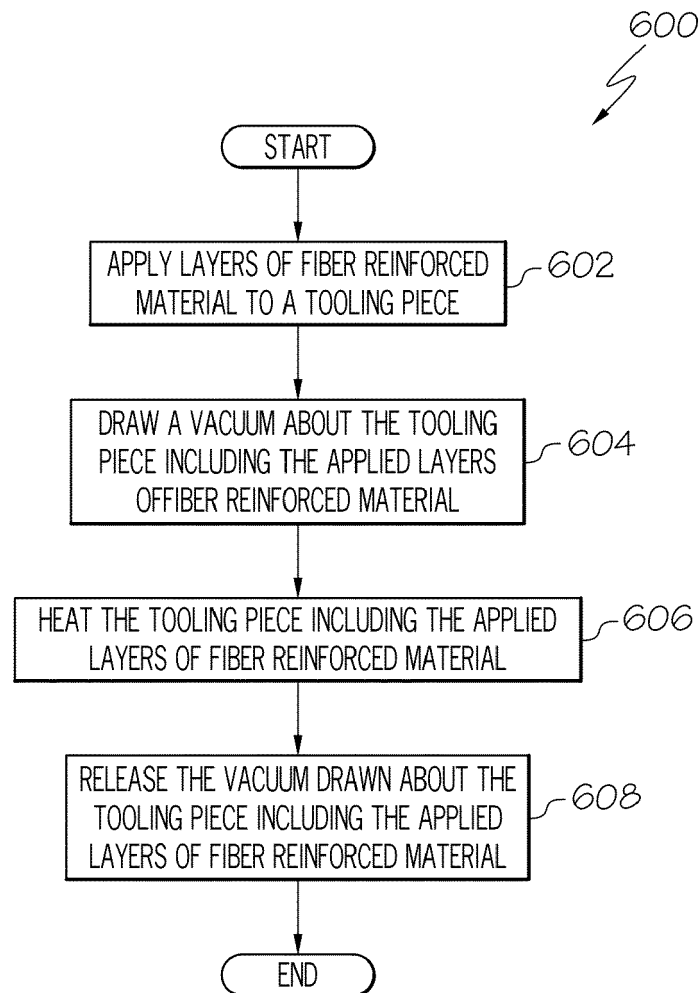 600
START
APPLY LAYERS OF FIBER REINFORCED
MATERIAL TO A TOOLING PIECE
602
DRAW A VACUUM ABOUT THE TOOLING
PIECE INCLUDING THE APPLIED LAYERS
OFFIBER REINFORCED MATERIAL
604
HEAT THE TOOLING PIECE INCLUDING THE APPLIED
LAYERS OF FIBER REINFORCED MATERIAL
606
RELEASE THE VACUUM DRAWN ABOUT THE
TOOLING PIECE INCLUDING THE APPLIED
LAYERS OF FIBER REINFORCED MATERIAL
608
END